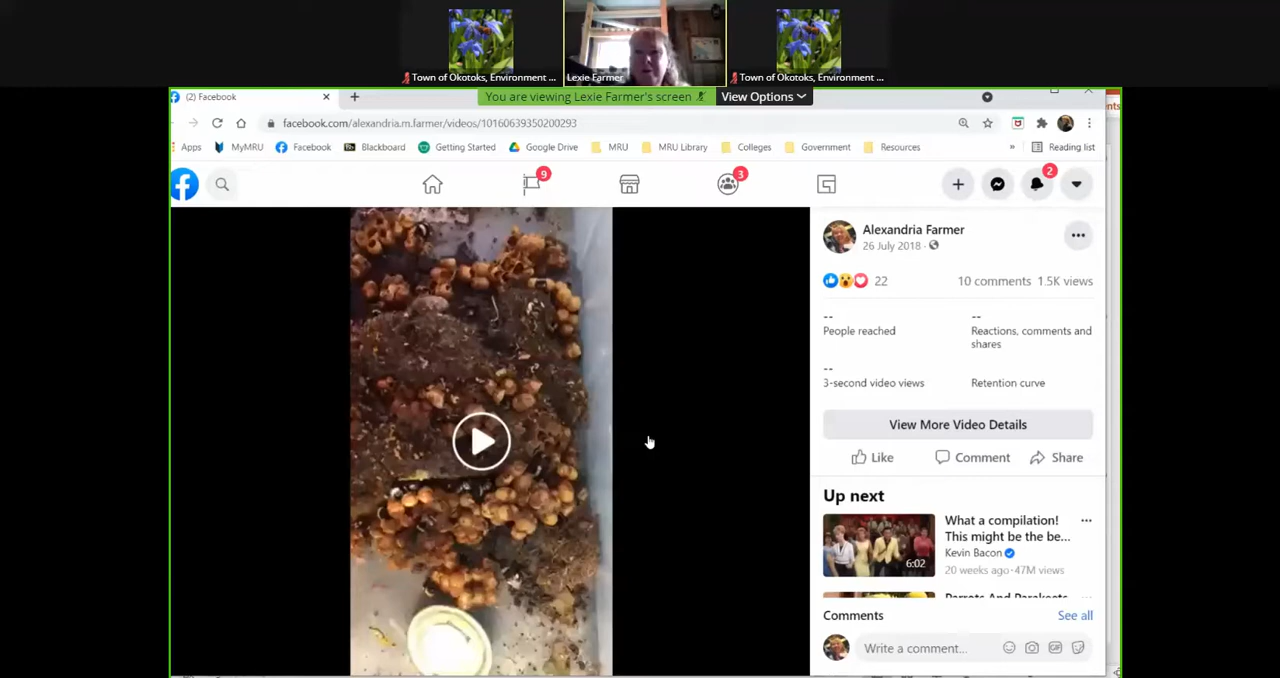 Town of Okotoks, Environment ...
Lexie Farmer
Town of Okotoks, Environment ...
You are viewing Lexie Farmer's screen
View Options
(2) Facebook
facebook.com/alexandria.m.farmer/videos/10160639350200293
Apps MyMRU Facebook Bb Blackboard Getting Started Google Drive MRU MRU Library Colleges Government Resources » Reading list
9
3
2
Alexandria Farmer
26 July 2018
22 10 comments 1.5K views
-- --
People reached Reactions, comments and
shares
--
3-second video views Retention curve
View More Video Details
Like Comment Share
Up next
What a compilation!
This might be the be...
Kevin Bacon
6:02
20 weeks ago · 47M views
Parrots And Parakeets
Comments See all
Write a comment...
GIF